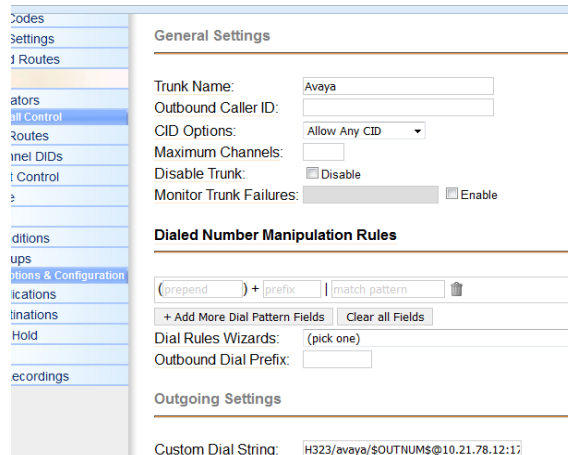 Codes
Settings
d Routes
ators
all Control
Routes
nnel DIDs
t Control
e
ditions
ups
ptions & Configuration
lications
tinations
Hold
ecordings
General Settings
Trunk Name: Avaya
Outbound Caller ID:
CID Options: Allow Any CID
Maximum Channels:
Disable Trunk: Disable
Monitor Trunk Failures: Enable
Dialed Number Manipulation Rules
(prepend) + prefix | match pattern
+ Add More Dial Pattern Fields Clear all Fields
Dial Rules Wizards: (pick one)
Outbound Dial Prefix:
Outgoing Settings
Custom Dial String: H323/avaya/$OUTNUM$@10.21.78.12:17